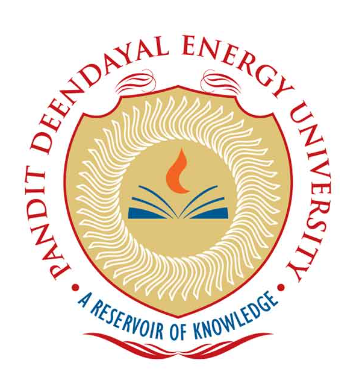 PANDIT DEENDAYAL ENERGY UNIVERSITY
• A RESERVOIR OF KNOWLEDGE •